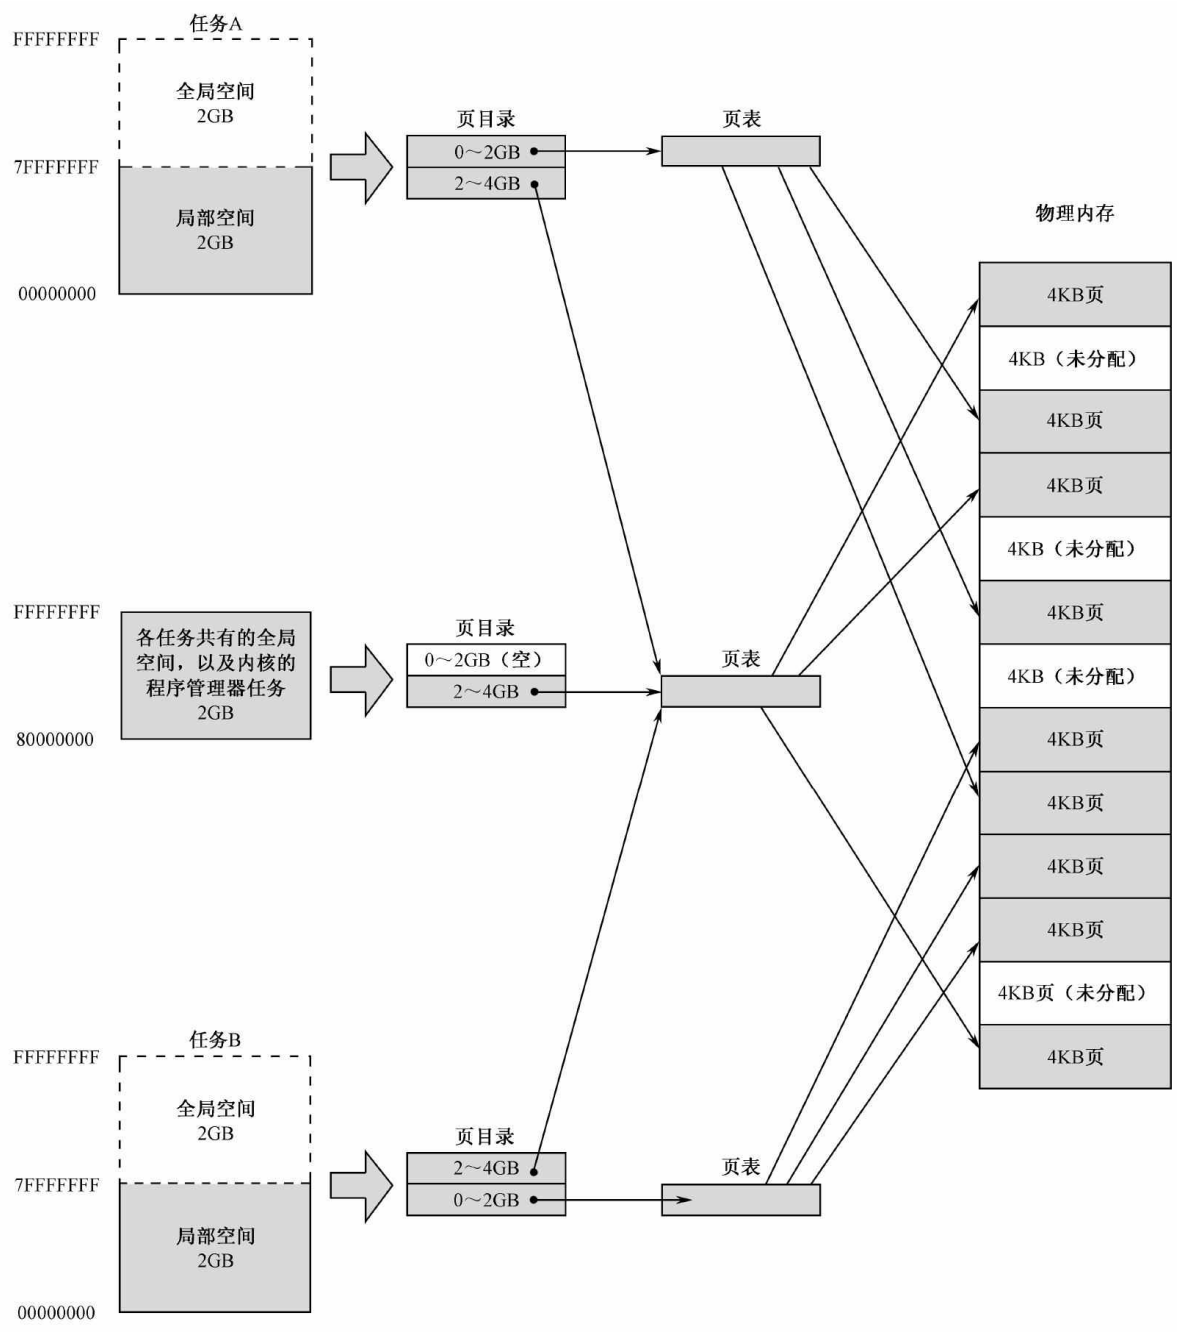 任务A
FFFFFFFF
全局空间
2GB
7FFFFFFF
局部空间
2GB
00000000
页目录
0～2GB
2～4GB
页表
物理内存
4KB页
4KB（未分配）
4KB页
4KB页
4KB（未分配）
4KB页
4KB（未分配）
4KB页
4KB页
4KB页
4KB页
4KB页（未分配）
4KB页
FFFFFFFF
各任务共有的全局
空间，以及内核的
程序管理器任务
2GB
80000000
页目录
0～2GB（空）
2～4GB
页表
任务B
FFFFFFFF
全局空间
2GB
7FFFFFFF
局部空间
2GB
00000000
页目录
2～4GB
0～2GB
页表